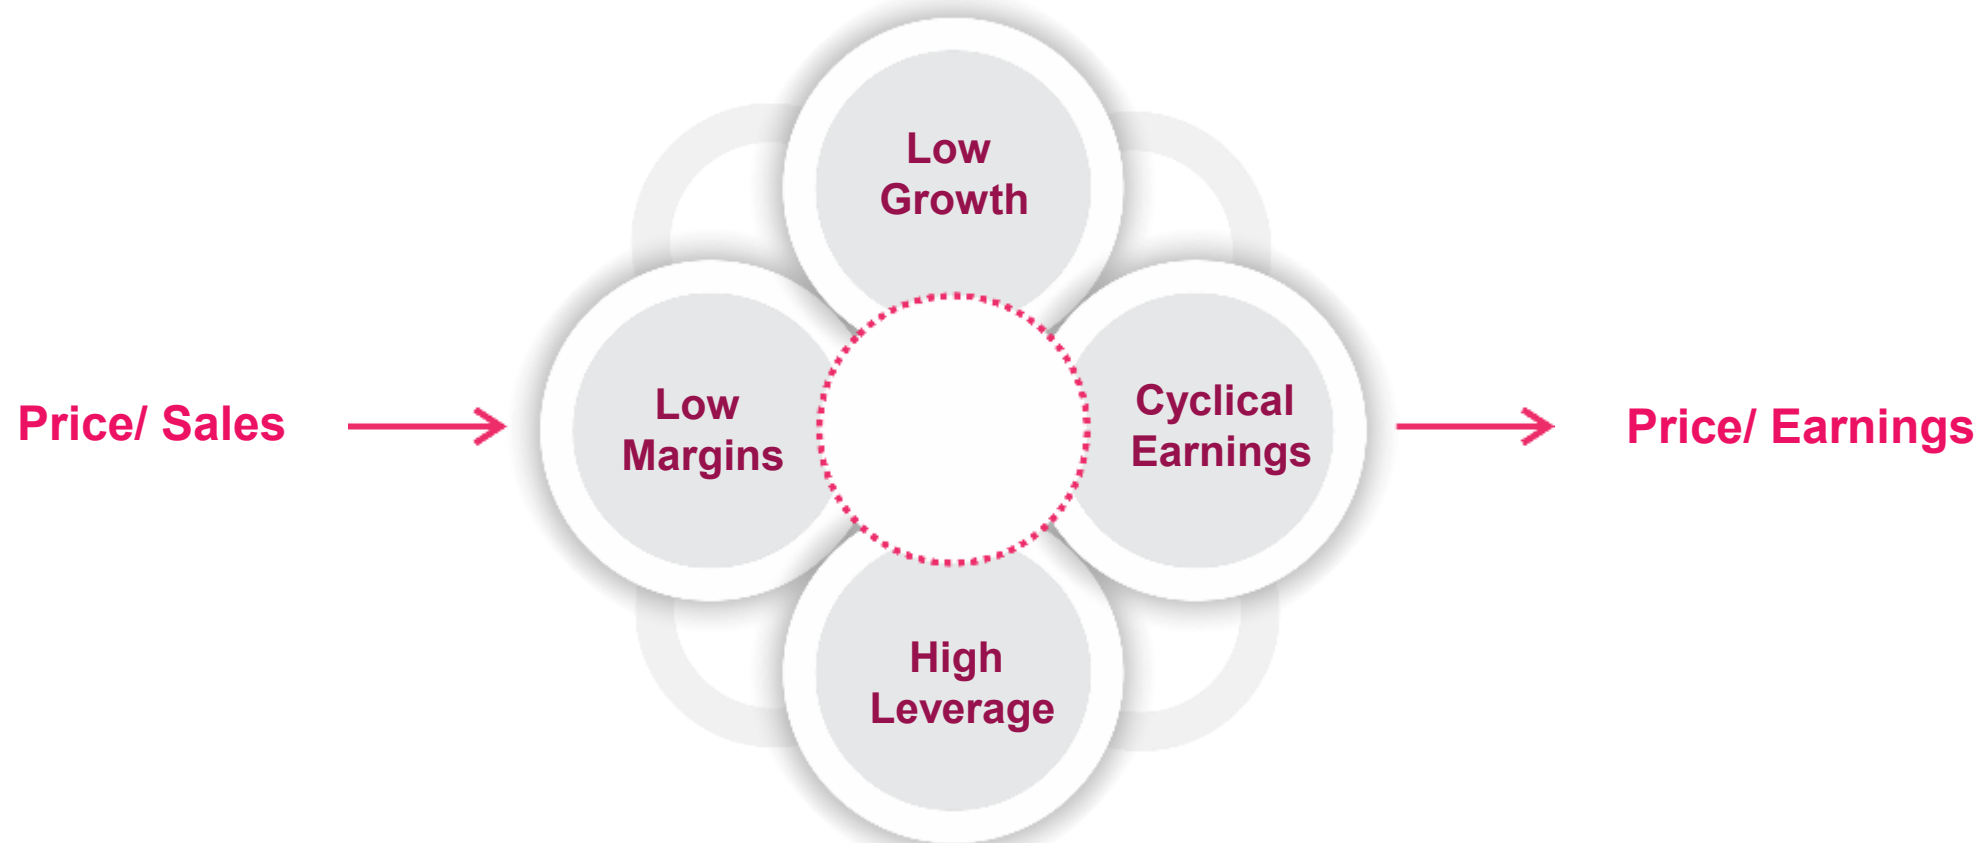 Low
Growth
Price/ Sales
Low
Margins
Cyclical
Earnings
Price/ Earnings
High
Leverage